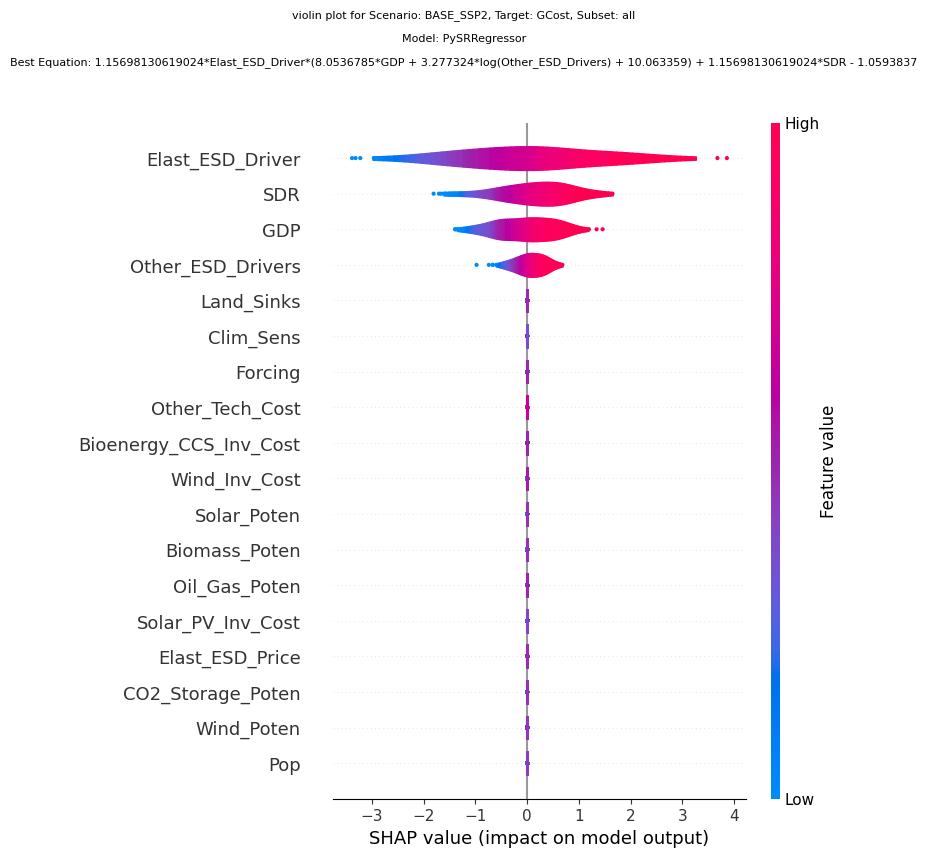 violin plot for Scenario: BASE_SSP2, Target: GCost, Subset: all
Model: PySRRegressor
Best Equation: 1.15698130619024*Elast_ESD_Driver*(8.0536785*GDP + 3.277324*log(Other_ESD_Drivers) + 10.063359) + 1.15698130619024*SDR - 1.0593837
High
Elast_ESD_Driver
SDR
GDP
Other_ESD_Drivers
Land_Sinks
Clim_Sens
Forcing
Other_Tech_Cost
Bioenergy_CCS_Inv_Cost
Wind_Inv_Cost
Solar_Poten
Biomass_Poten
Oil_Gas_Poten
Solar_PV_Inv_Cost
Elast_ESD_Price
CO2_Storage_Poten
Wind_Poten
Pop
Feature value
Low
−3 −2 −1 0 1 2 3 4
SHAP value (impact on model output)